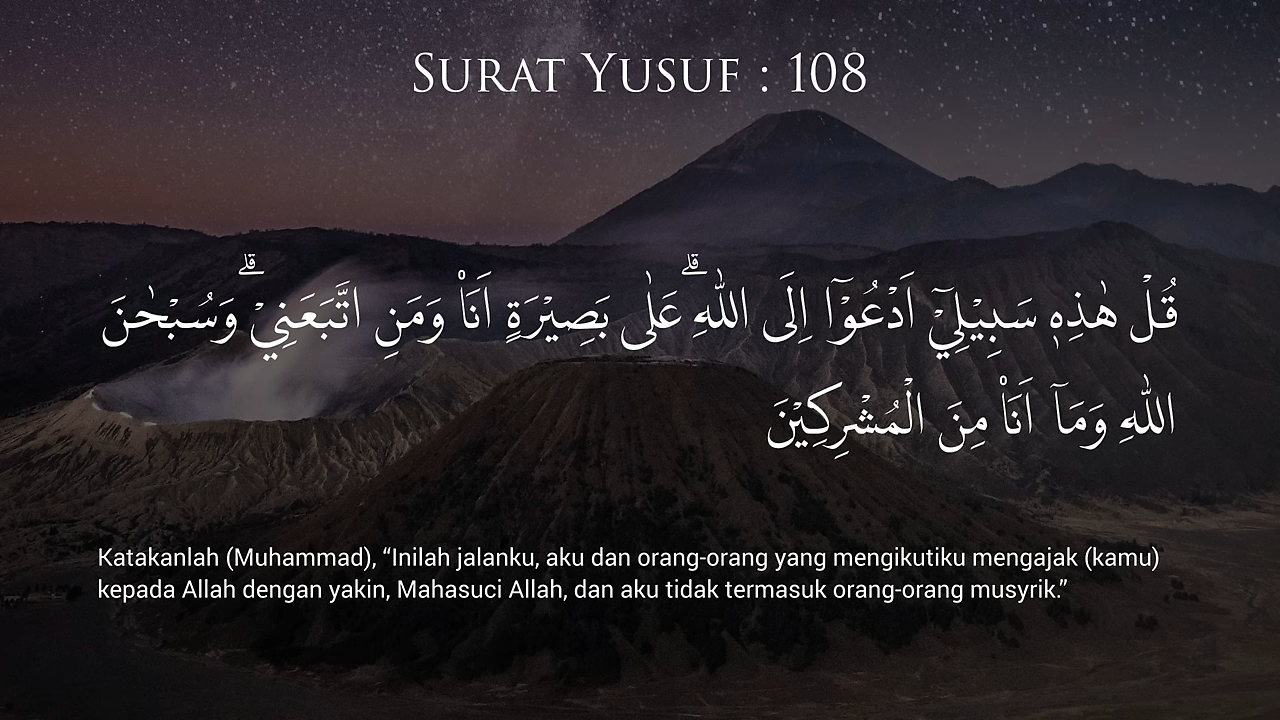 SURAT YUSUF : 108
قُلْ هٰذِهٖ سَبِيْلِيْٓ اَدْعُوْٓا اِلَى اللّٰهِ ۗعَلٰى بَصِيْرَةٍ اَنَا۠ وَمَنِ اتَّبَعَنِيْ ۗوَسُبْحٰنَ
اللّٰهِ وَمَآ اَنَا۠ مِنَ الْمُشْرِكِيْنَ
Katakanlah (Muhammad), “Inilah jalanku, aku dan orang-orang yang mengikutiku mengajak (kamu)
kepada Allah dengan yakin, Mahasuci Allah, dan aku tidak termasuk orang-orang musyrik.”